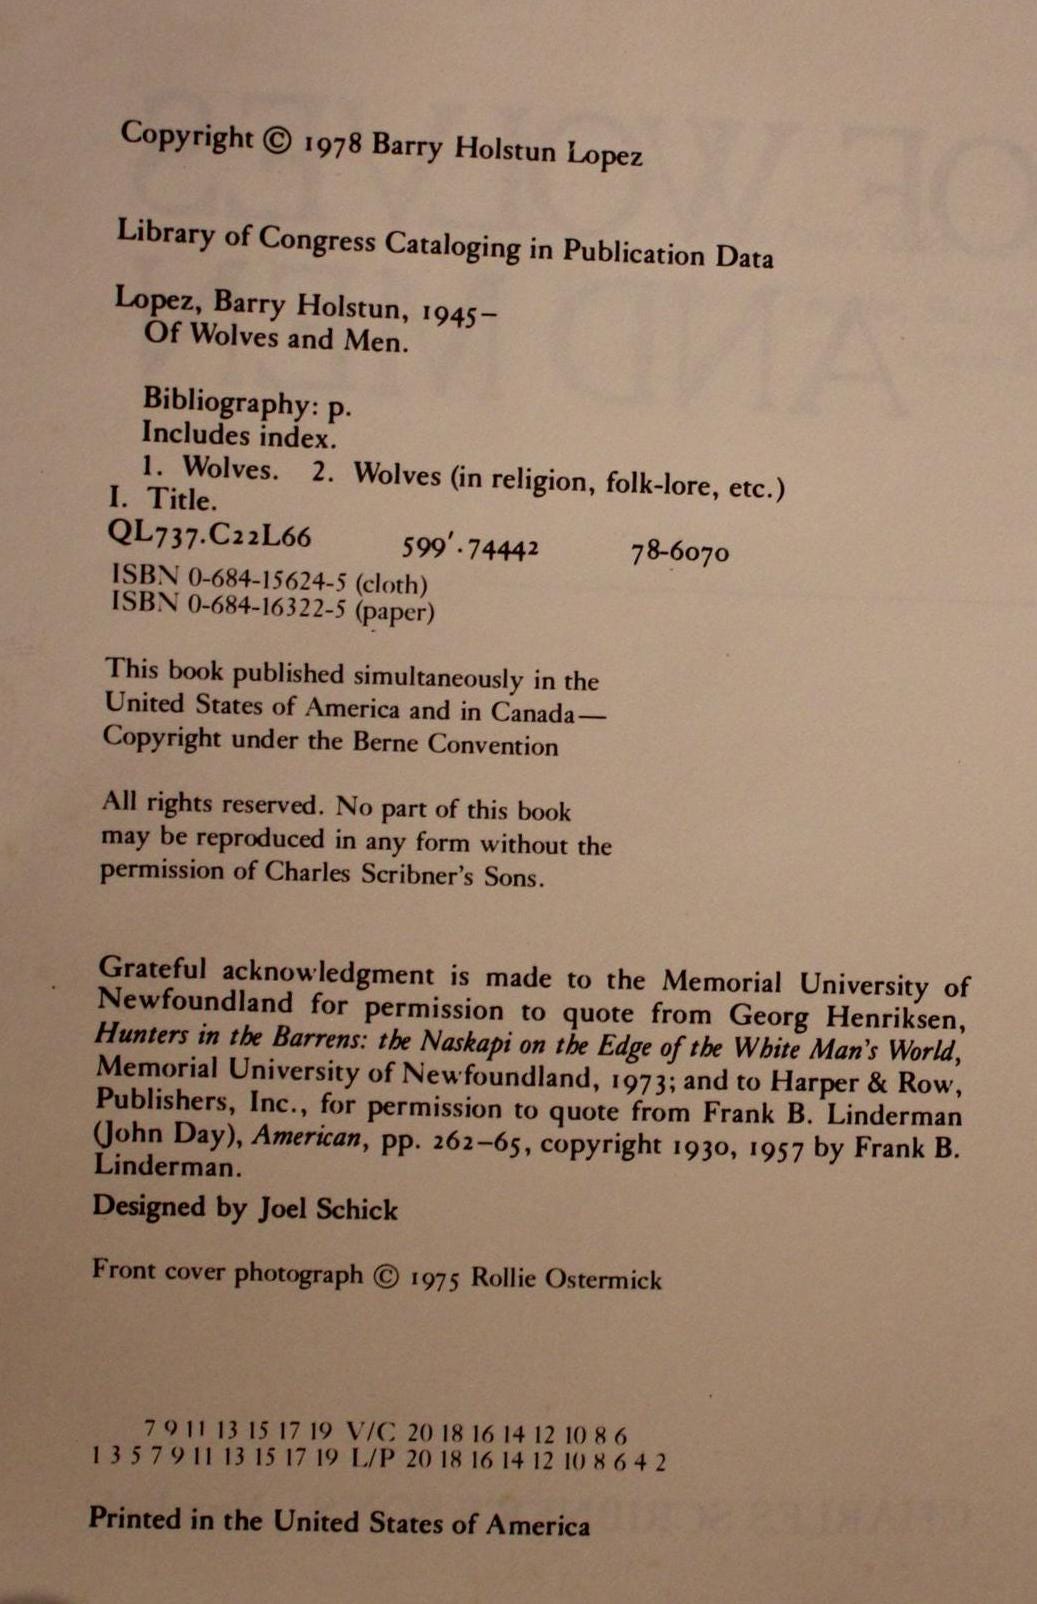 Copyright © 1978 Barry Holstun Lopez
Library of Congress Cataloging in Publication Data
Lopez, Barry Holstun, 1945–
Of Wolves and Men.
Bibliography: p.
Includes index.
1. Wolves. 2. Wolves (in religion, folk-lore, etc.)
I. Title.
QL737.C22L66 599′.74442 78-6070
ISBN 0-684-15624-5 (cloth)
ISBN 0-684-16322-5 (paper)
This book published simultaneously in the
United States of America and in Canada—
Copyright under the Berne Convention
All rights reserved. No part of this book
may be reproduced in any form without the
permission of Charles Scribner's Sons.
Grateful acknowledgment is made to the Memorial University of
Newfoundland for permission to quote from Georg Henriksen,
Hunters in the Barrens: the Naskapi on the Edge of the White Man's World,
Memorial University of Newfoundland, 1973; and to Harper & Row,
Publishers, Inc., for permission to quote from Frank B. Linderman
(John Day), American, pp. 262–65, copyright 1930, 1957 by Frank B.
Linderman.
Designed by Joel Schick
Front cover photograph © 1975 Rollie Ostermick
7 9 11 13 15 17 19 V/C 20 18 16 14 12 10 8 6
1 3 5 7 9 11 13 15 17 19 L/P 20 18 16 14 12 10 8 6 4 2
Printed in the United States of America